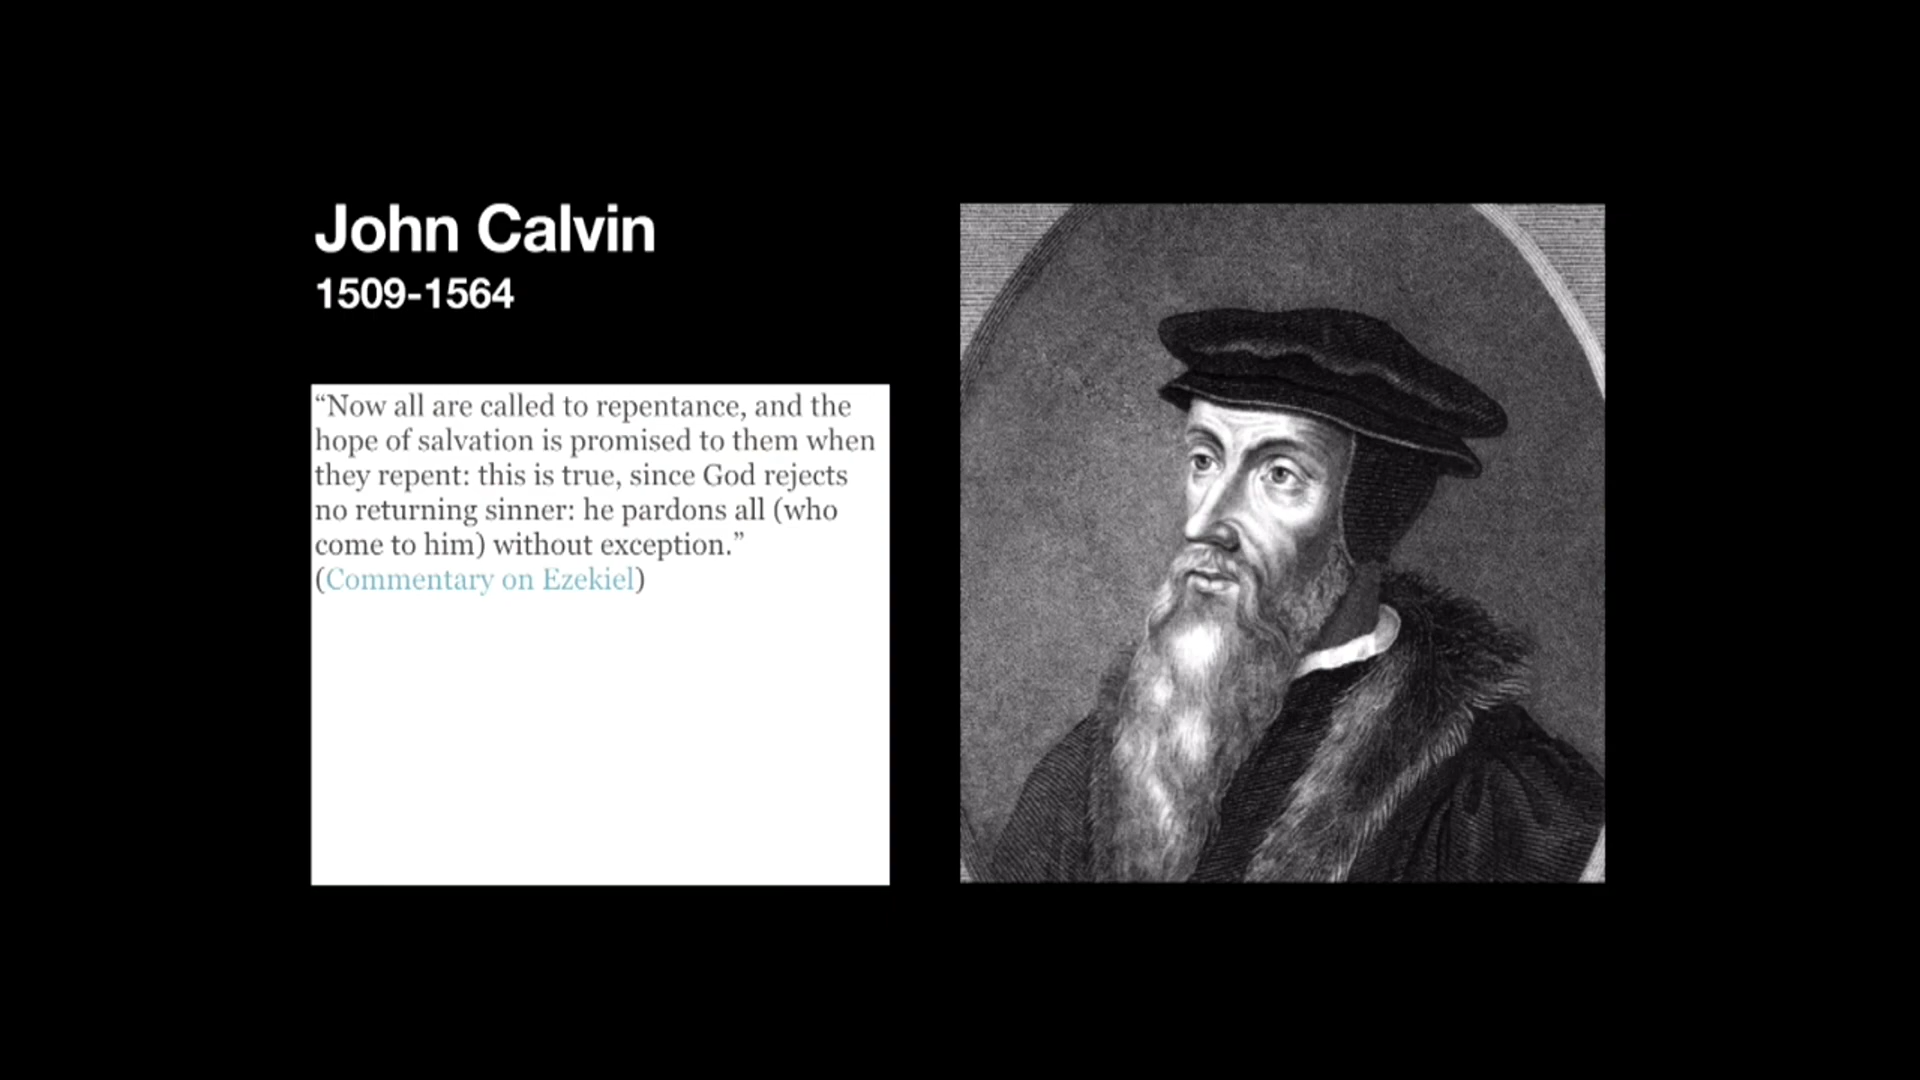 John Calvin
1509-1564
“Now all are called to repentance, and the
hope of salvation is promised to them when
they repent: this is true, since God rejects
no returning sinner: he pardons all (who
come to him) without exception.”
(Commentary on Ezekiel)